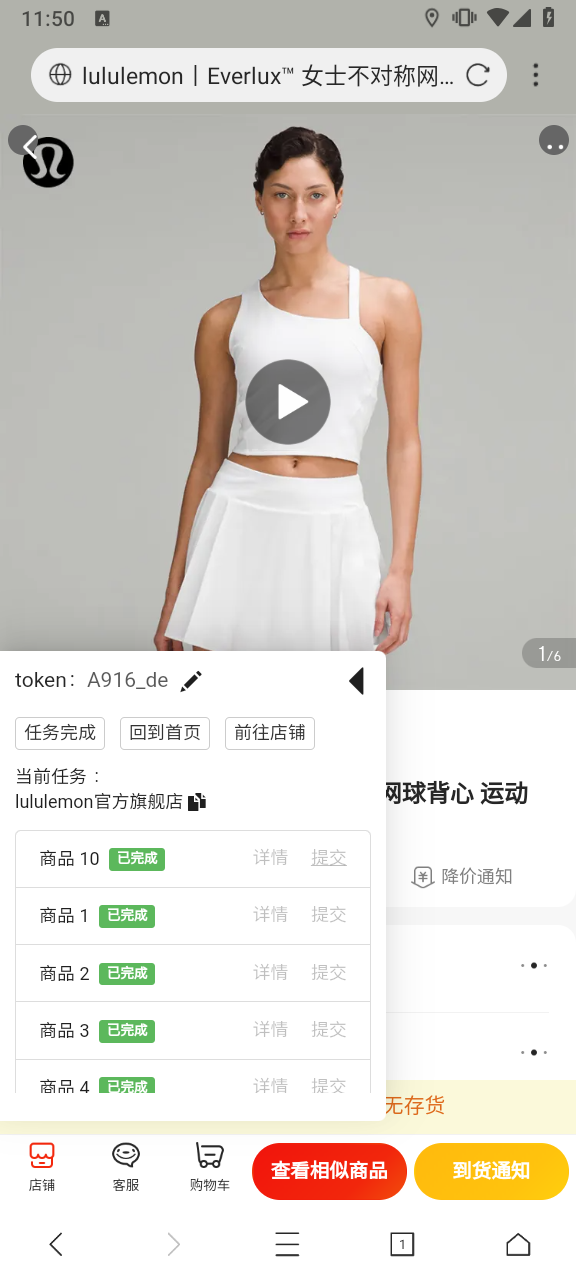 11:50
A
lululemon丨Everlux™ 女士不对称网…
1/6
token： A916_de
任务完成 回到首页 前往店铺
当前任务：
lululemon官方旗舰店
网球背心 运动
商品 10 已完成 详情 提交
降价通知
商品 1 已完成 详情 提交
商品 2 已完成 详情 提交
商品 3 已完成 详情 提交
商品 4 已完成 详情 提交
无存货
店铺 客服 购物车 查看相似商品 到货通知
1